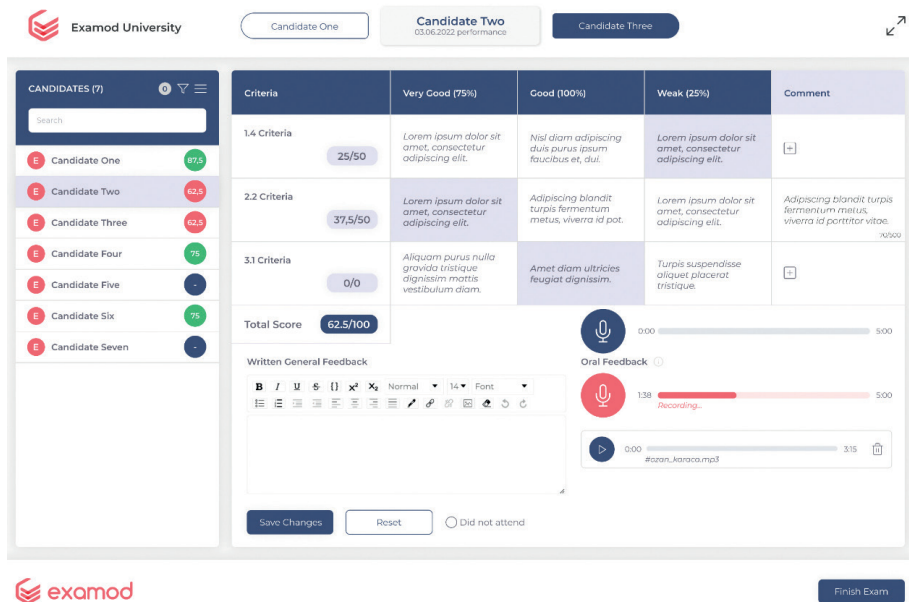 Examod University
Candidate One
Candidate Two
03.06.2022 performance
Candidate Three
CANDIDATES (7)
0
Search
E Candidate One 87,5
E Candidate Two 62,5
E Candidate Three 62,5
E Candidate Four 75
E Candidate Five -
E Candidate Six 75
E Candidate Seven -
Criteria Very Good (75%) Good (100%) Weak (25%) Comment
1.4 Criteria
25/50
Lorem ipsum dolor sit
amet, consectetur
adipiscing elit.
Nisl diam adipiscing
duis purus ipsum
faucibus et, dui.
Lorem ipsum dolor sit
amet, consectetur
adipiscing elit.
2.2 Criteria
37,5/50
Lorem ipsum dolor sit
amet, consectetur
adipiscing elit.
Adipiscing blandit
turpis fermentum
metus, viverra id pot.
Lorem ipsum dolor sit
amet, consectetur
adipiscing elit.
Adipiscing blandit turpis
fermentum metus,
viverra id porttitor vitae.
70/500
3.1 Criteria
0/0
Aliquam purus nulla
gravida tristique
dignissim mattis
vestibulum diam.
Amet diam ultricies
feugiat dignissim.
Turpis suspendisse
aliquet placerat
tristique.
Total Score 62.5/100
0:00 5:00
Written General Feedback
Oral Feedback
B I U S {} x² X₂ Normal 14 Font
1:38 5:00
Recording...
0:00 3:15
#ozan_karaca.mp3
Save Changes Reset Did not attend
examod
Finish Exam